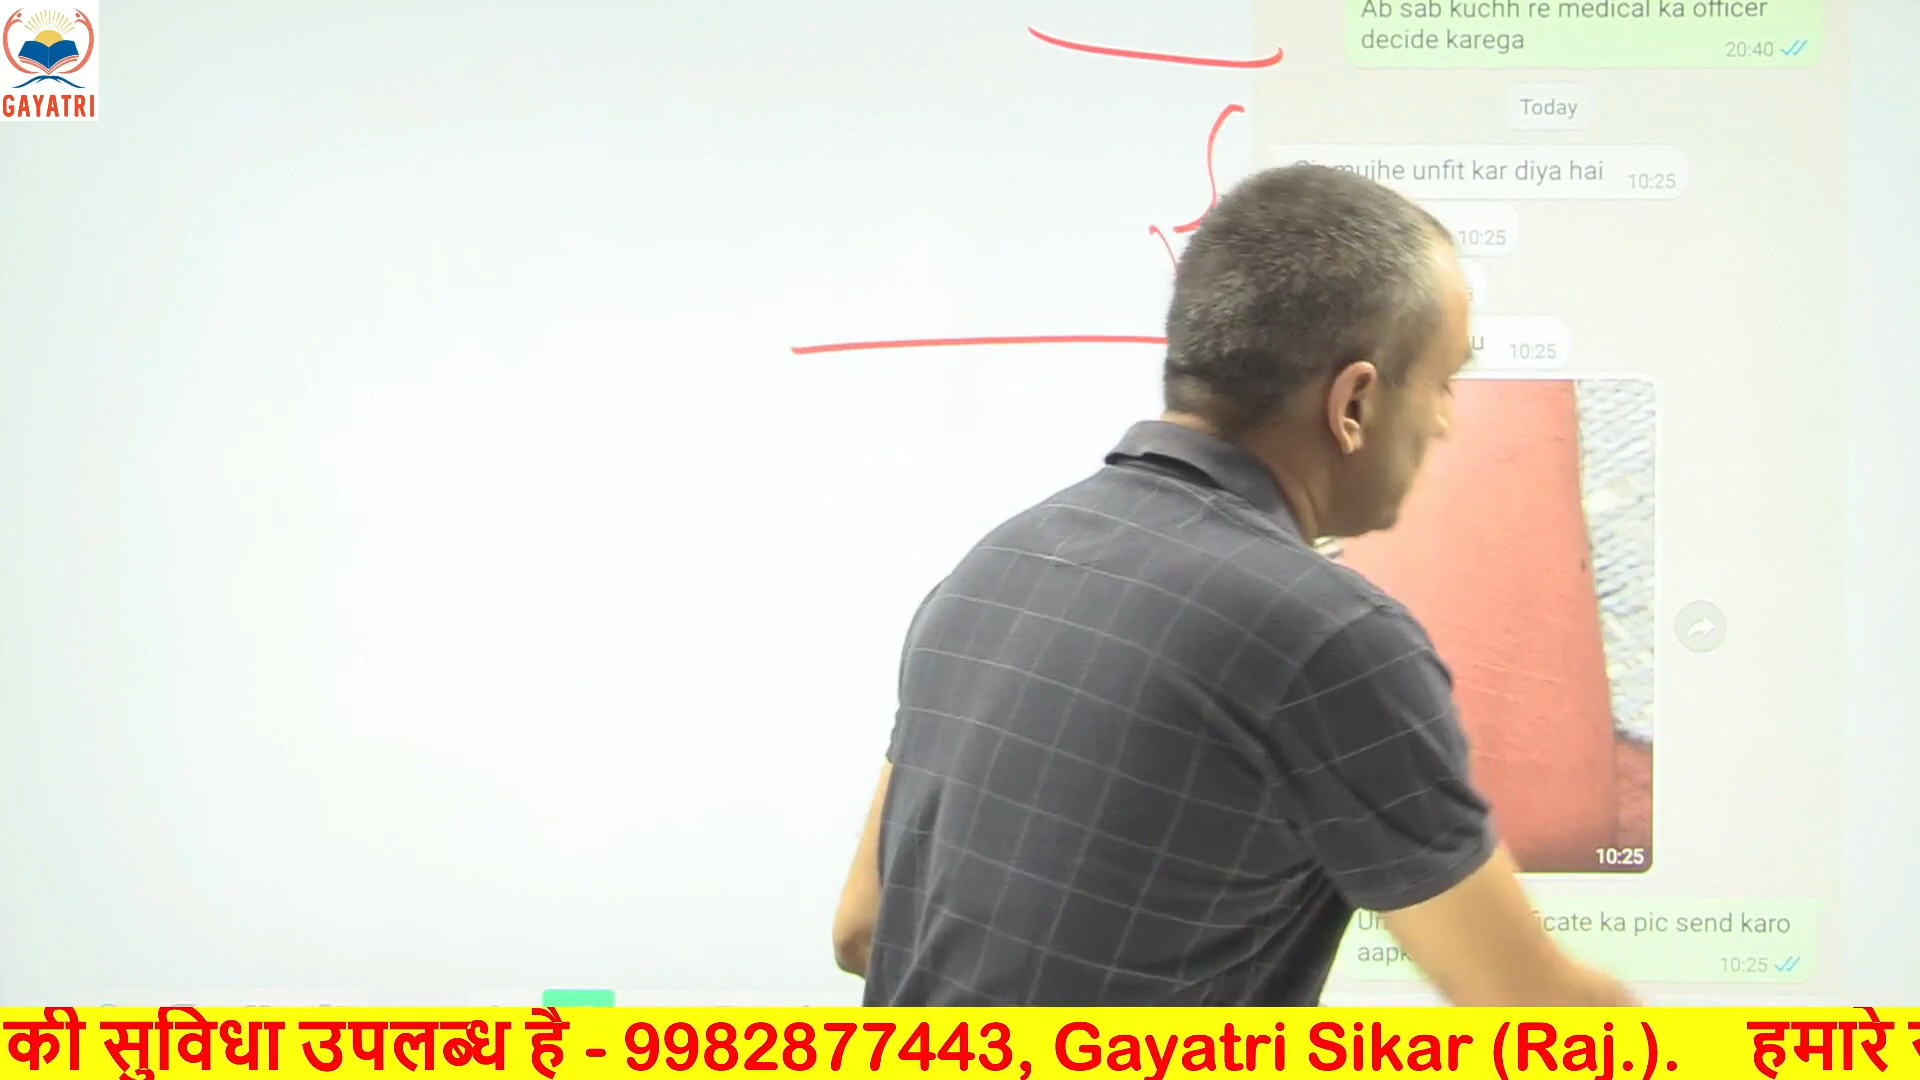 GAYATRI
Ab sab kuchh re medical ka officer
decide karega
20:40
Today
mujhe unfit kar diya hai 10:25
10:25
u 10:25
10:25
cate ka pic send karo
aapk
10:25
की सुविधा उपलब्ध है - 9982877443, Gayatri Sikar (Raj.). हमारे